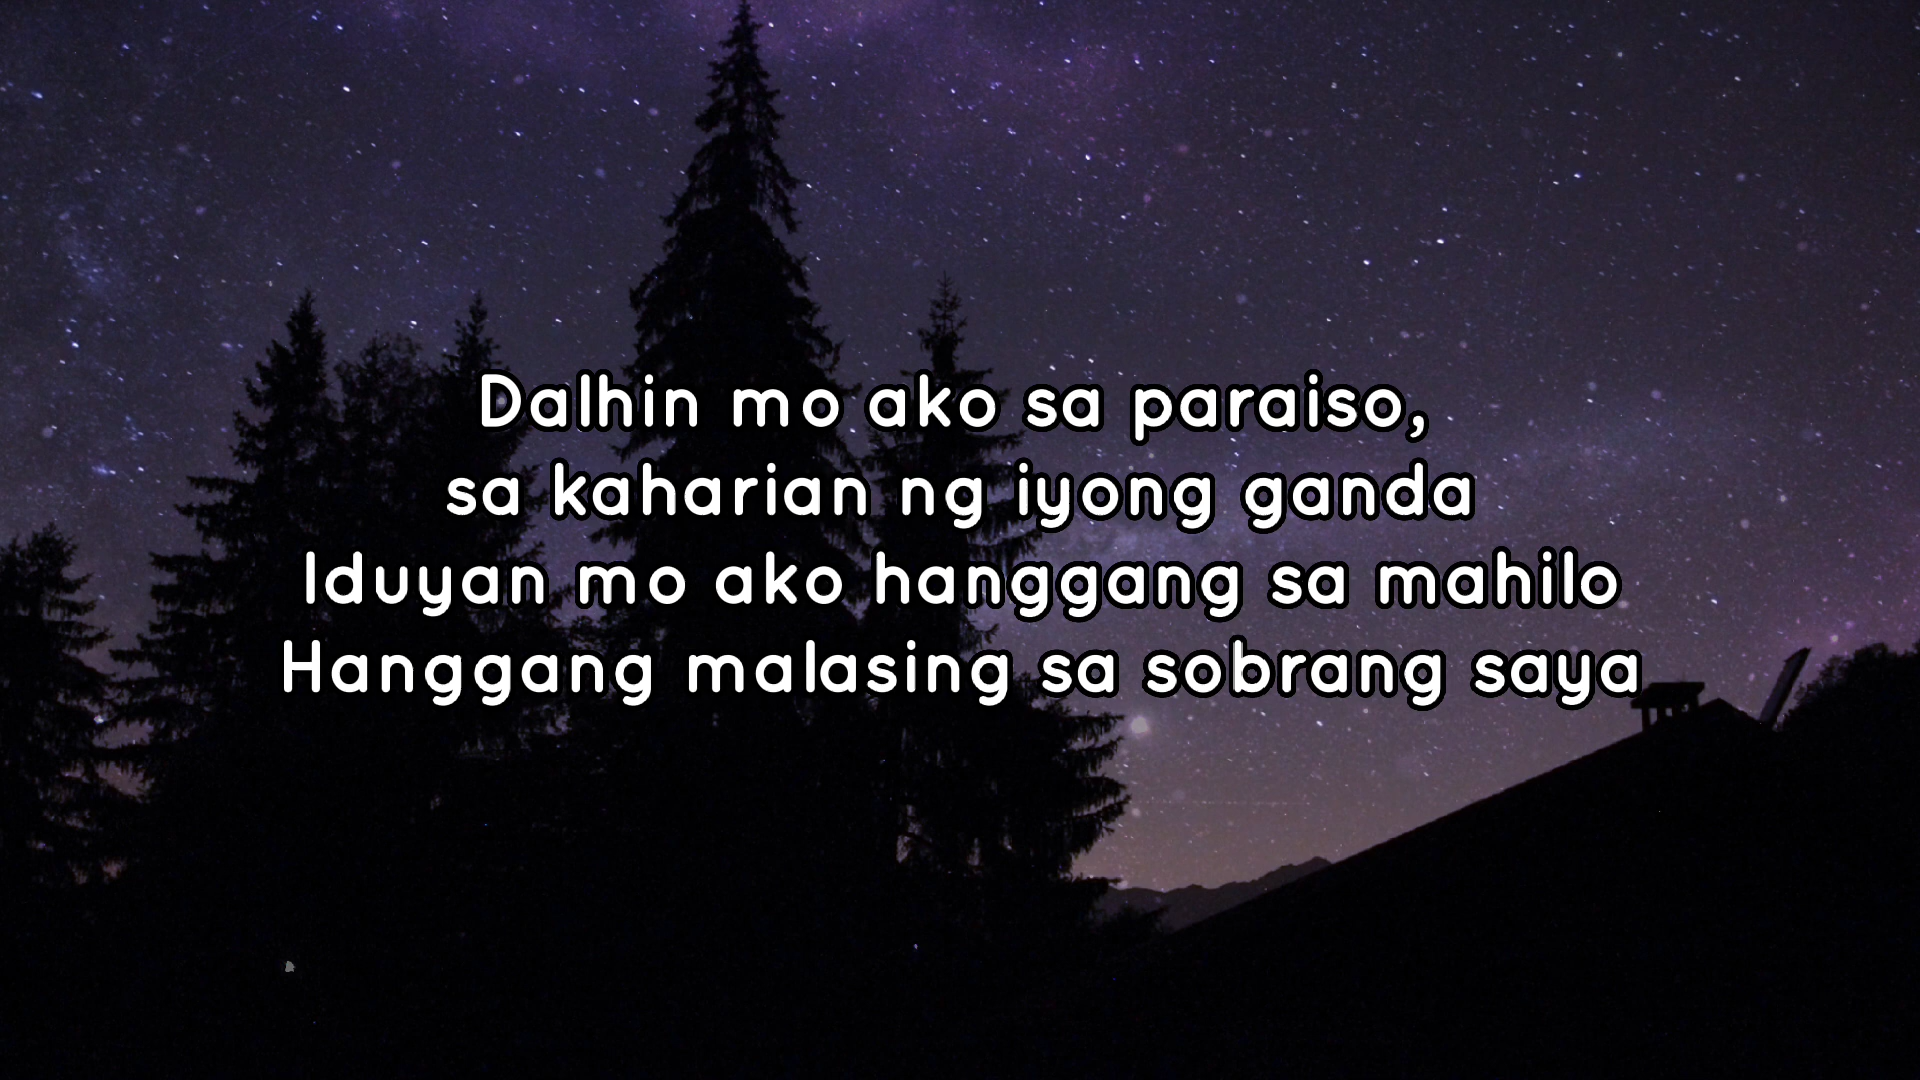 Dalhin mo ako sa paraiso,
sa kaharian ng iyong ganda
Iduyan mo ako hanggang sa mahilo
Hanggang malasing sa sobrang saya